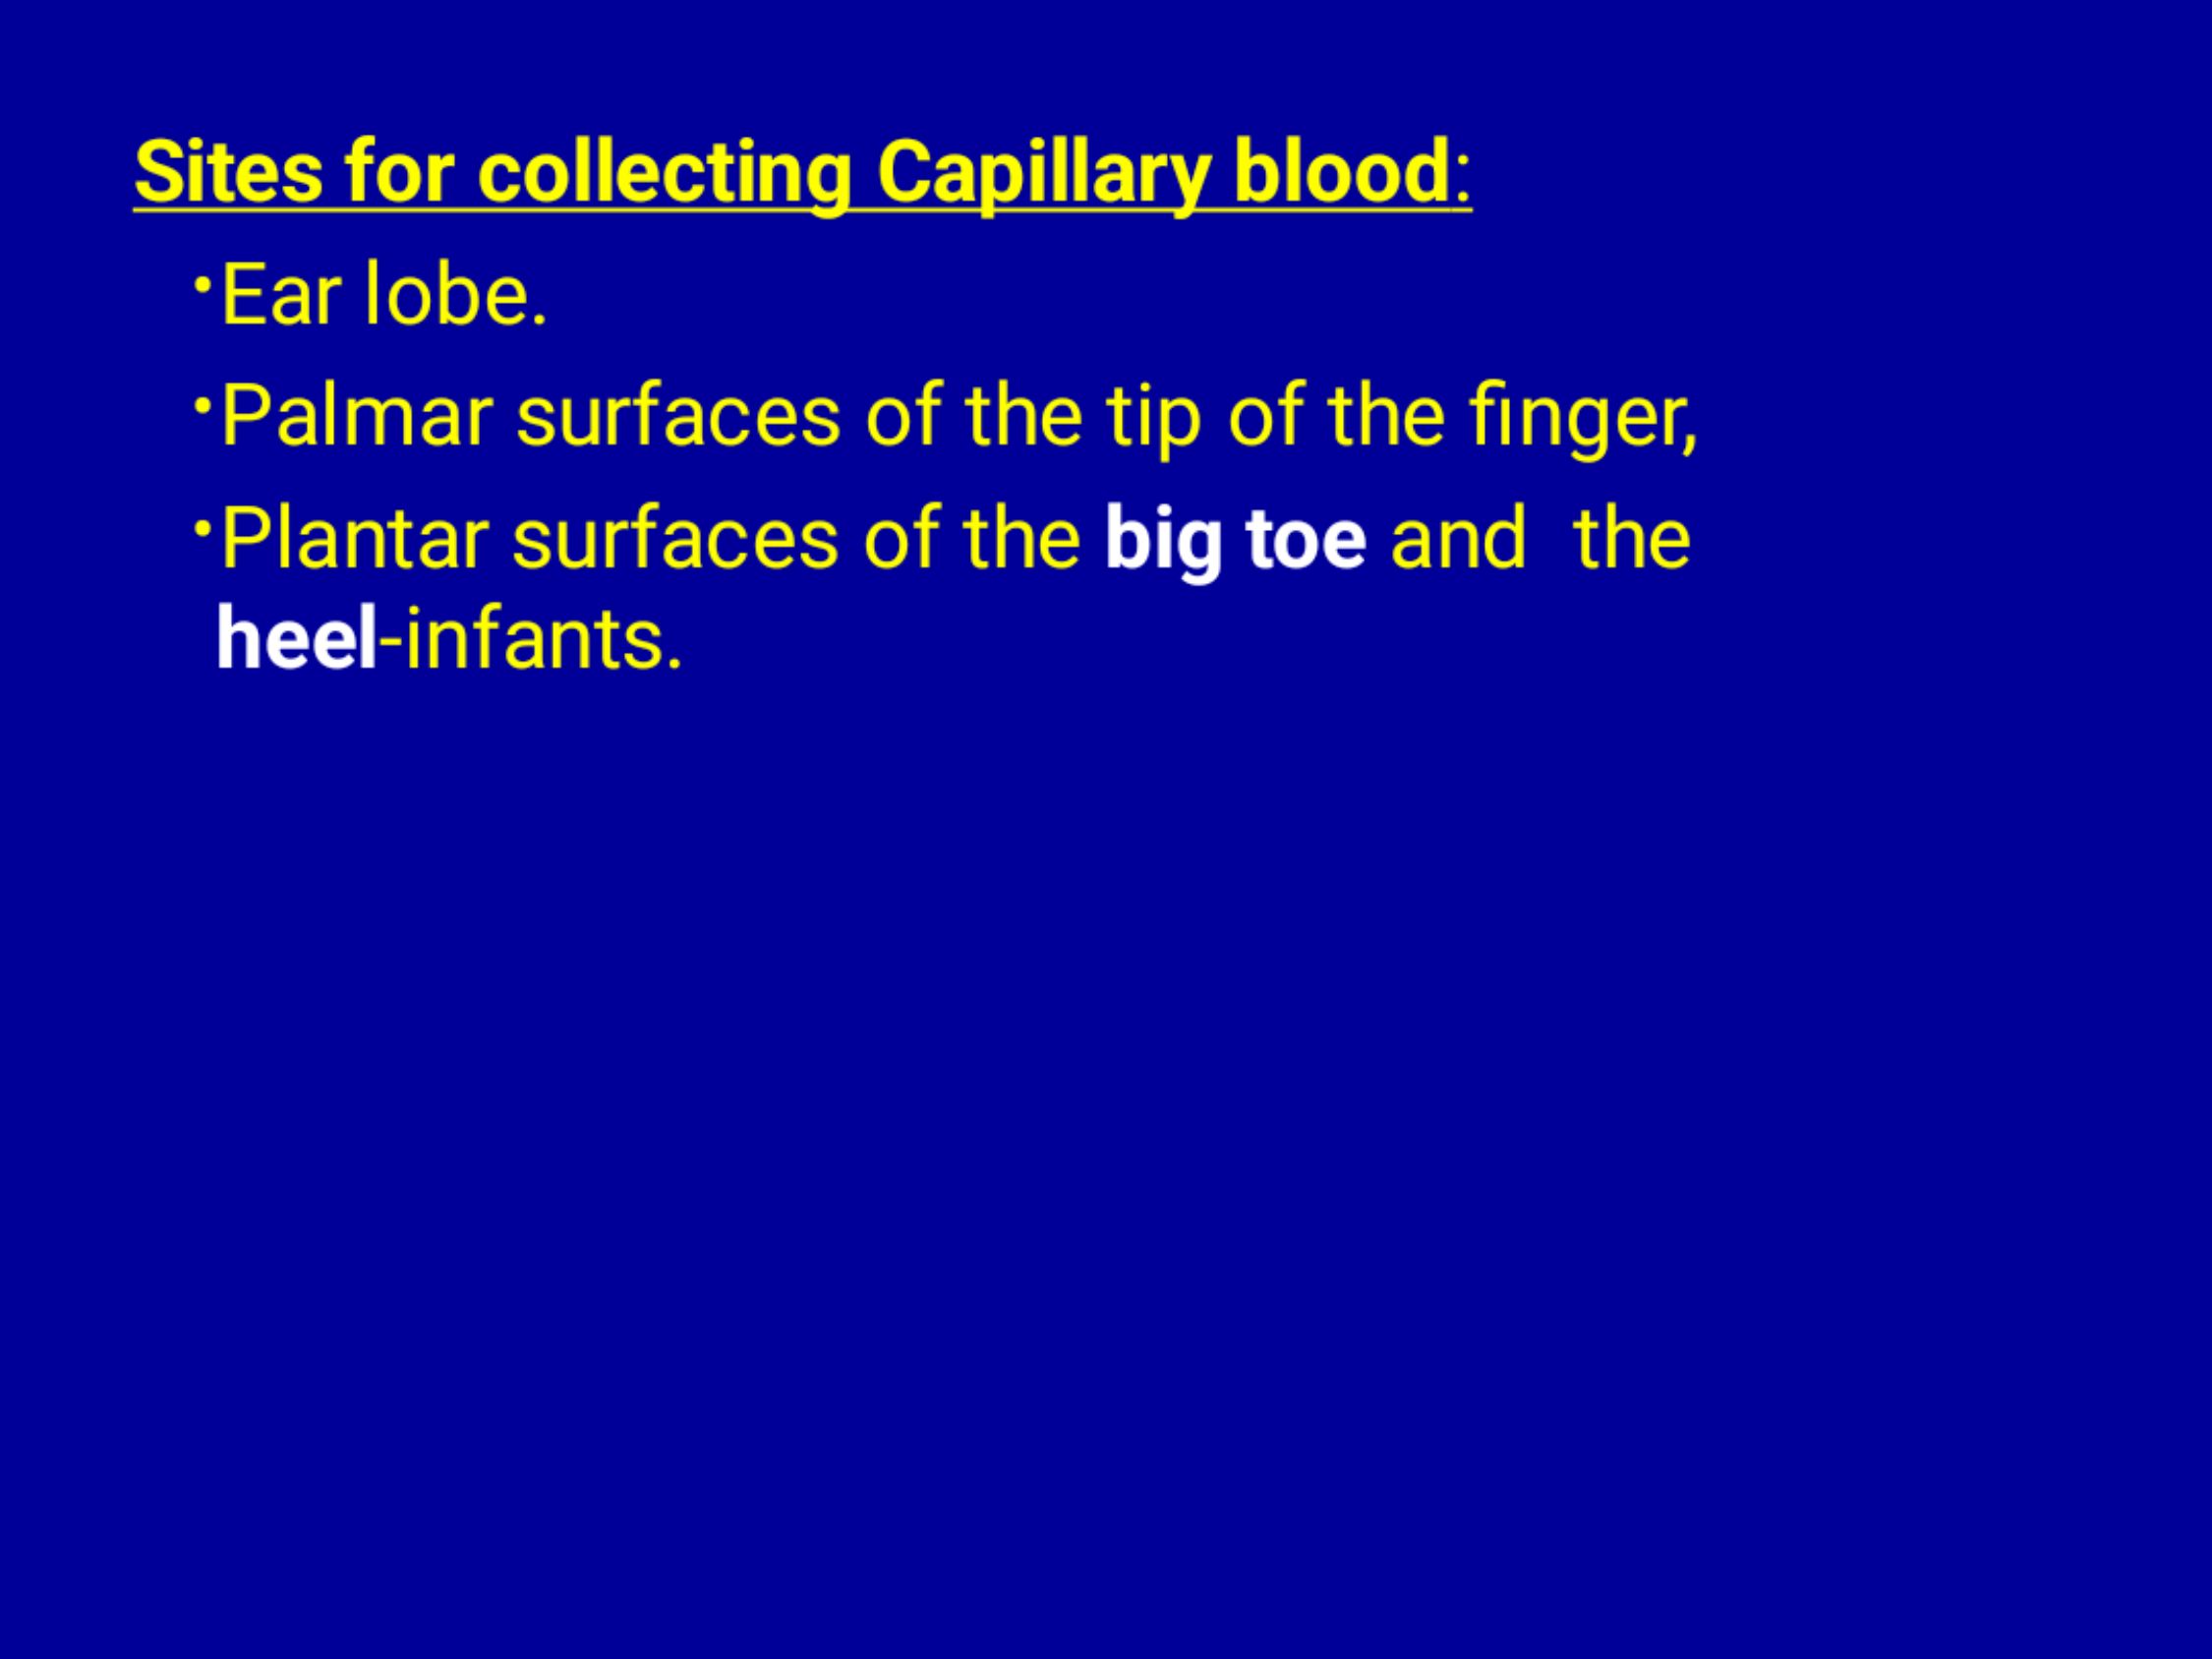 Sites for collecting Capillary blood:
•Ear lobe.
•Palmar surfaces of the tip of the finger,
•Plantar surfaces of the big toe and  the
heel-infants.